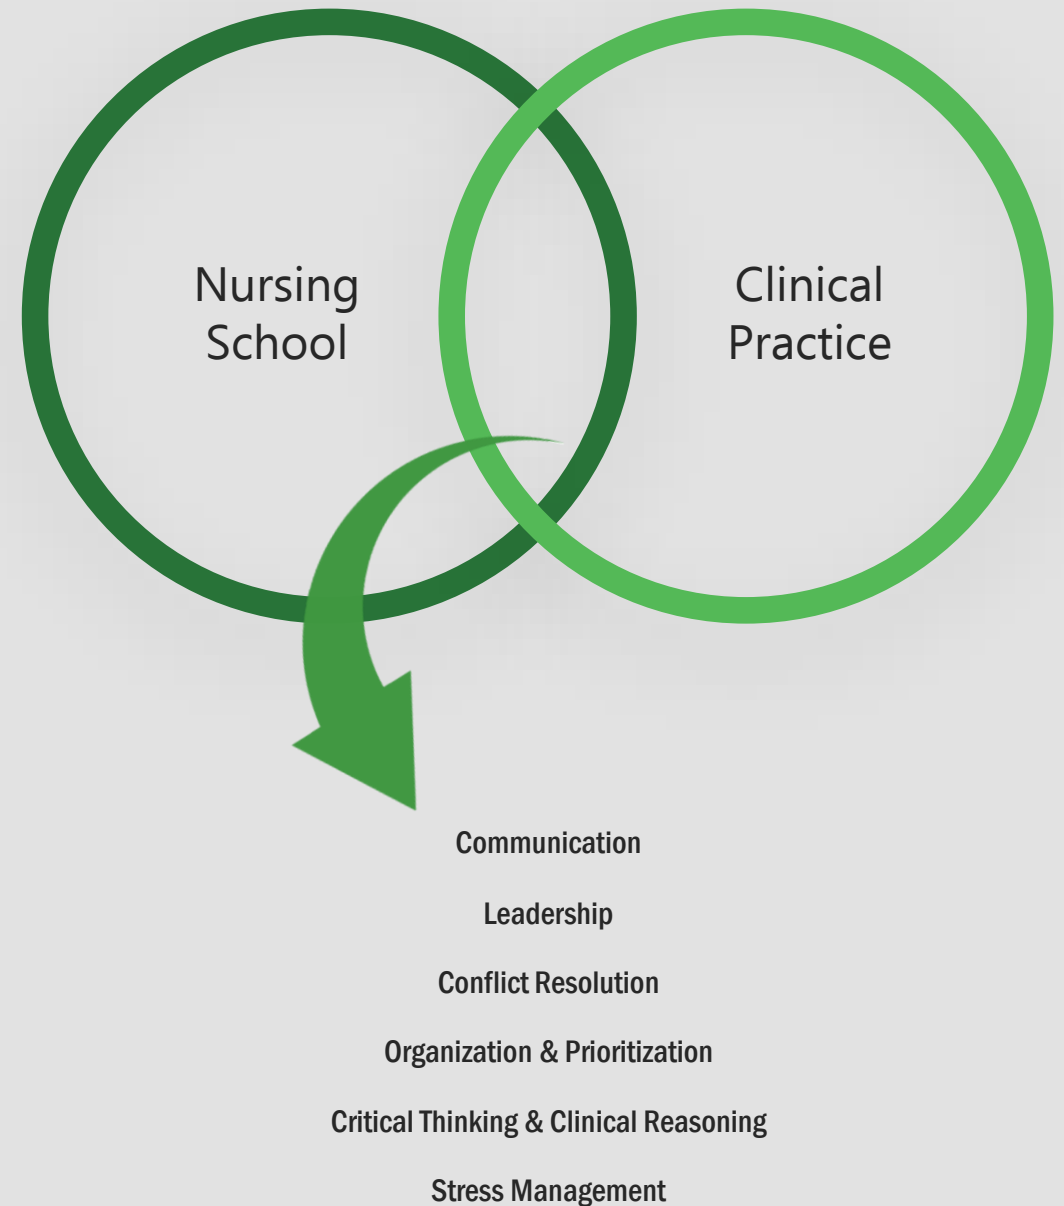 Nursing
School
Clinical
Practice
Communication
Leadership
Conflict Resolution
Organization & Prioritization
Critical Thinking & Clinical Reasoning
Stress Management